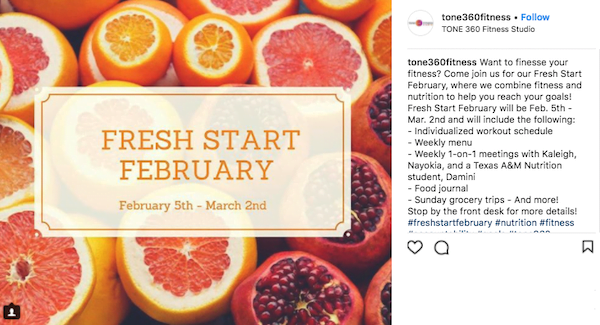 FRESH START
FEBRUARY
February 5th - March 2nd
tone360fitness • Follow
TONE 360 Fitness Studio
tone360fitness Want to finesse your
fitness? Come join us for our Fresh Start
February, where we combine fitness and
nutrition to help you reach your goals!
Fresh Start February will be Feb. 5th -
Mar. 2nd and will include the following:
- Individualized workout schedule
- Weekly menu
- Weekly 1-on-1 meetings with Kaleigh,
Nayokia, and a Texas A&M Nutrition
student, Damini
- Food journal
- Sunday grocery trips - And more!
Stop by the front desk for more details!
#freshstartfebruary #nutrition #fitness